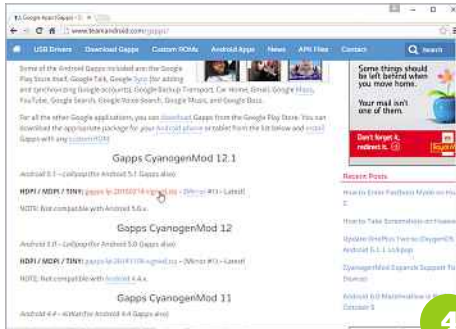 Google Apps (Gapps) -
www.teamandroid.com/gapps/
USB Drivers Download Gapps Custom ROMs Android Apps News APK Files Contact Search
Some of the Android Gapps included are: the Google
Play Store itself, Google Talk, Google Sync (for adding
and synchronizing Google accounts), Google Backup Transport, Car Home, Gmail, Google Maps,
YouTube, Google Search, Google Voice Search, Google Music, and Google Docs.
For all the other Google applications, you can download Gapps from the Google Play Store. You can
download the appropriate package for your Android phone or tablet from the list below and install
Gapps with any custom ROM!
Gapps CyanogenMod 12.1
Android 5.1 – Lollipop (for Android 5.1 Gapps also)
HDPI / MDPI / TINY: signed.zip – (Mirror #1) – Latest!
NOTE: Not compatible with Android 5.0.x.
Gapps CyanogenMod 12
Android 5.0 – Lollipop (for Android 5.0 Gapps also)
HDPI / MDPI / TINY: signed.zip – (Mirror #1) – Latest!
NOTE: Not compatible with Android 4.4.x.
Gapps CyanogenMod 11
Android 4.4 – KitKat (for Android 4.4 Gapps also)
Some things should
be left behind when
you move home.
Your mail isn't
one of them.
Don't forget it,
redirect it.
Royal M
Recent Posts
How to Enter Fastboot Mode on
How to Take Screenshots on
Update OnePlus Two to OxygenOS
CyanogenMod Expands Support
Android 6.0 Marshmallow
4